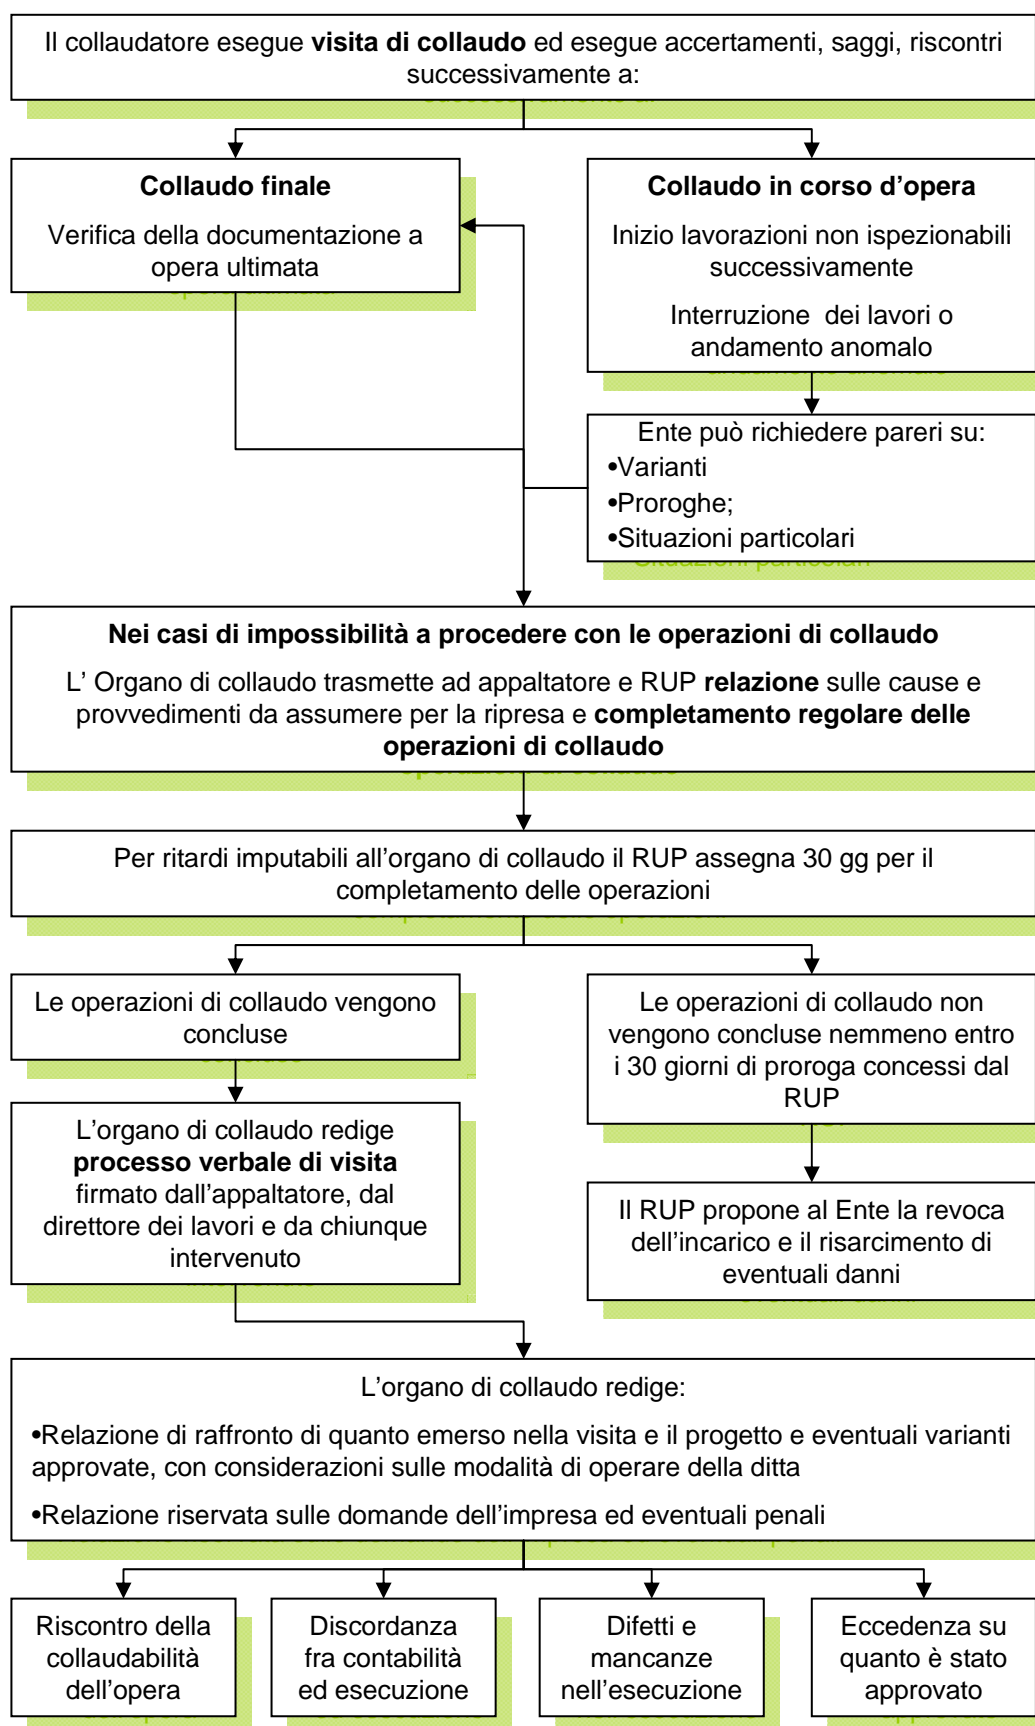 Il collaudatore esegue visita di collaudo ed esegue accertamenti, saggi, riscontri
successivamente a:
Collaudo finale
Verifica della documentazione a
opera ultimata
Collaudo in corso d’opera
Inizio lavorazioni non ispezionabili
successivamente
Interruzione dei lavori o
andamento anomalo
Ente può richiedere pareri su:
•Varianti
•Proroghe;
•Situazioni particolari
Nei casi di impossibilità a procedere con le operazioni di collaudo
L’ Organo di collaudo trasmette ad appaltatore e RUP relazione sulle cause e
provvedimenti da assumere per la ripresa e completamento regolare delle
operazioni di collaudo
Per ritardi imputabili all’organo di collaudo il RUP assegna 30 gg per il
completamento delle operazioni
Le operazioni di collaudo vengono
concluse
Le operazioni di collaudo non
vengono concluse nemmeno entro
i 30 giorni di proroga concessi dal
RUP
L’organo di collaudo redige
processo verbale di visita
firmato dall’appaltatore, dal
direttore dei lavori e da chiunque
intervenuto
Il RUP propone al Ente la revoca
dell’incarico e il risarcimento di
eventuali danni
L’organo di collaudo redige:
•Relazione di raffronto di quanto emerso nella visita e il progetto e eventuali varianti
approvate, con considerazioni sulle modalità di operare della ditta
•Relazione riservata sulle domande dell’impresa ed eventuali penali
Riscontro della
collaudabilità
dell’opera
Discordanza
fra contabilità
ed esecuzione
Difetti e
mancanze
nell’esecuzione
Eccedenza su
quanto è stato
approvato